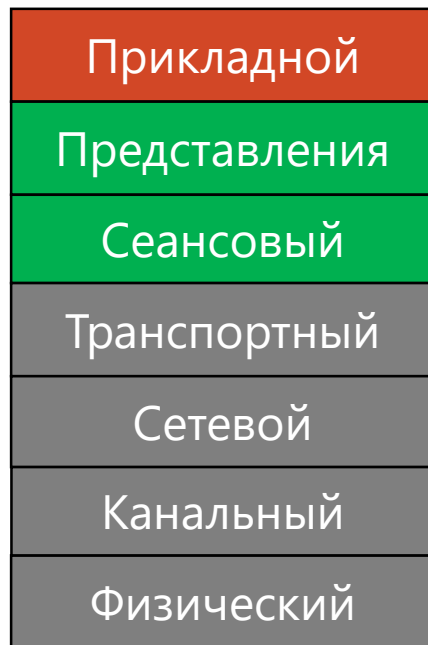 Прикладной
Представления
Сеансовый
Транспортный
Сетевой
Канальный
Физический